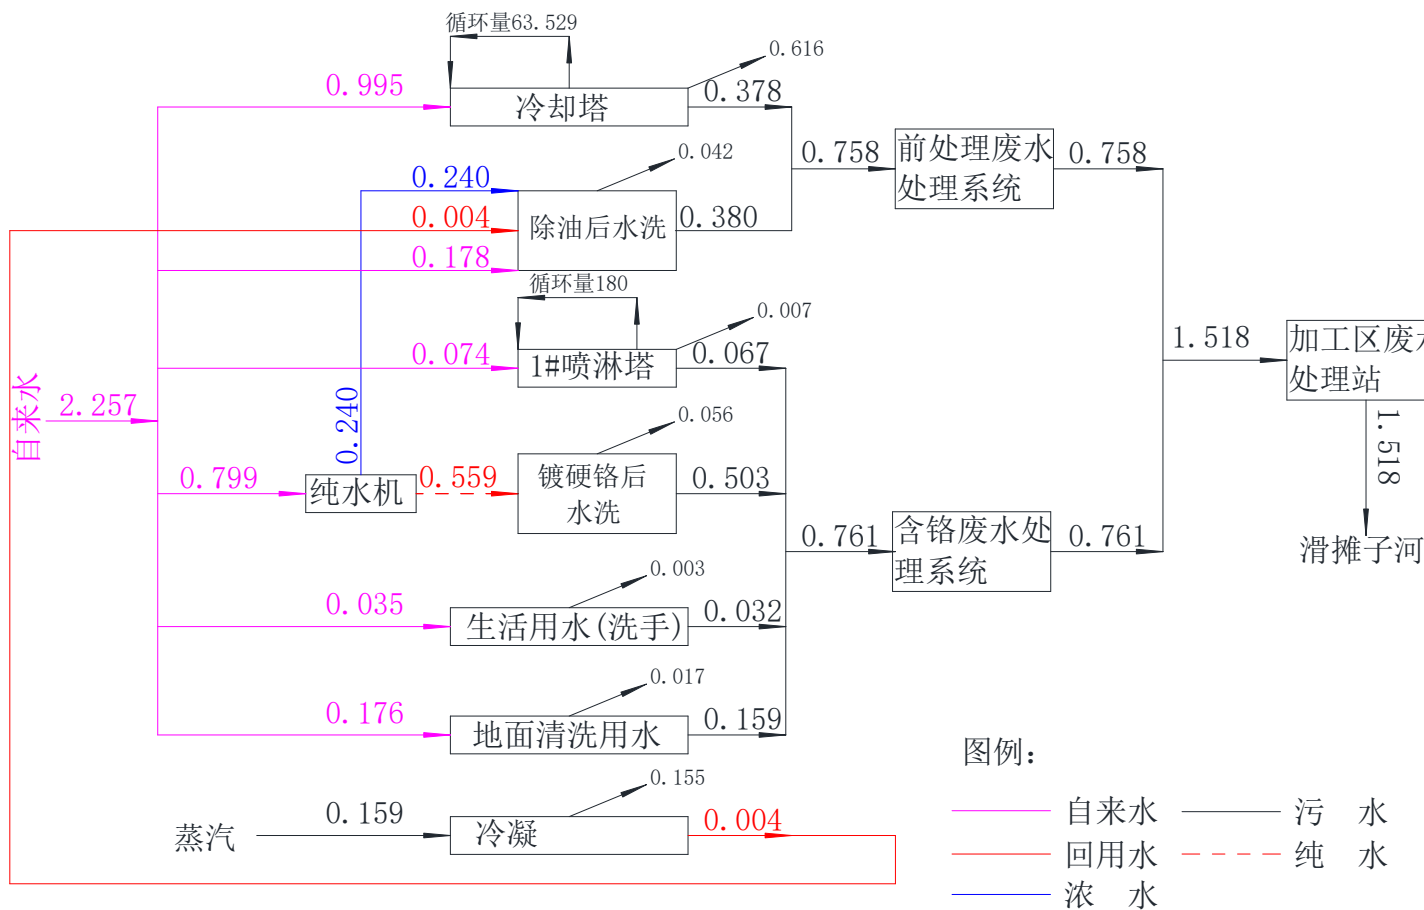 循环量63.529
0.616
0.995
冷却塔
0.378
0.042
0.758
前处理废水
处理系统
0.758
0.240
0.004
除油后水洗
0.380
0.178
循环量180
0.007
0.074
1#喷淋塔
0.067
1.518
加工区废水
处理站
自来水
2.257
0.240
0.056
1.518
0.799
纯水机
0.559
镀硬铬后
水洗
0.503
0.761
含铬废水处
理系统
0.761
滑摊子河
0.003
0.035
生活用水(洗手)
0.032
0.017
0.176
地面清洗用水
0.159
图例：
0.155
蒸汽
0.159
冷凝
0.004
自来水
污 水
回用水
纯 水
浓 水